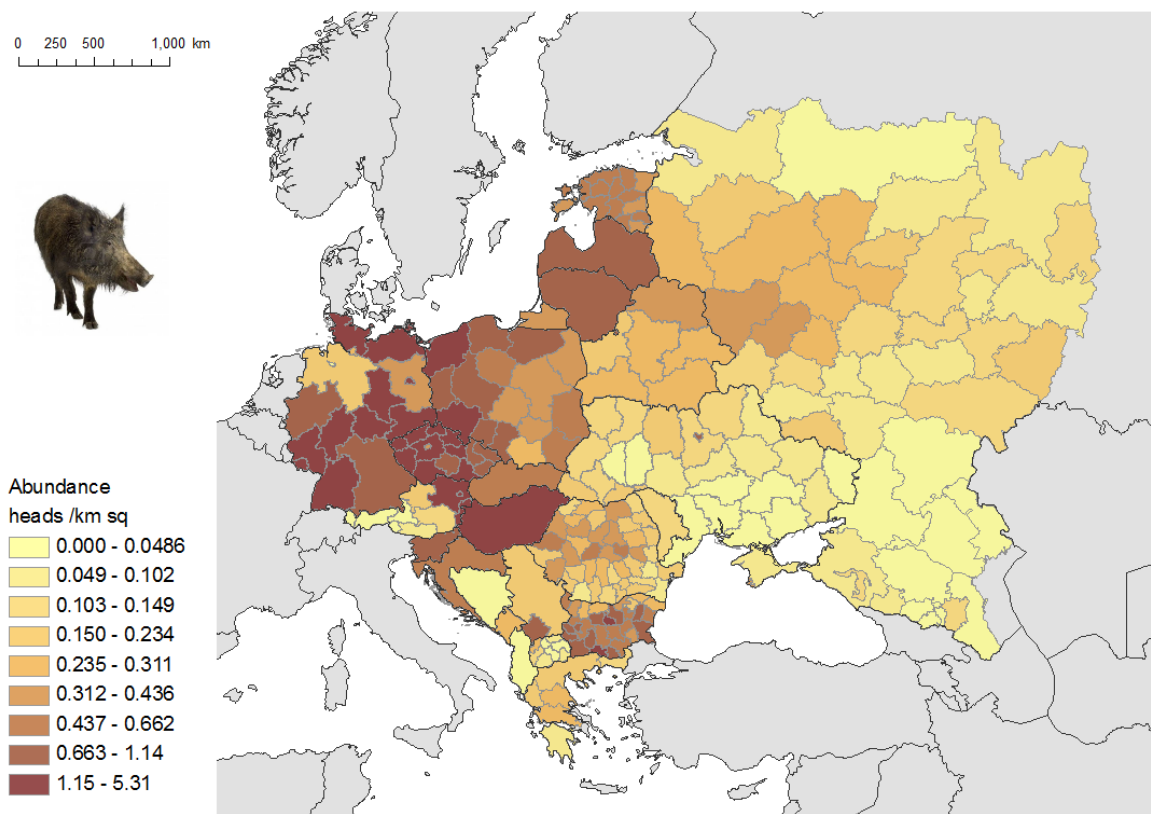 0 250 500 1,000 km
Abundance
heads /km sq
0.000 - 0.0486
0.049 - 0.102
0.103 - 0.149
0.150 - 0.234
0.235 - 0.311
0.312 - 0.436
0.437 - 0.662
0.663 - 1.14
1.15 - 5.31